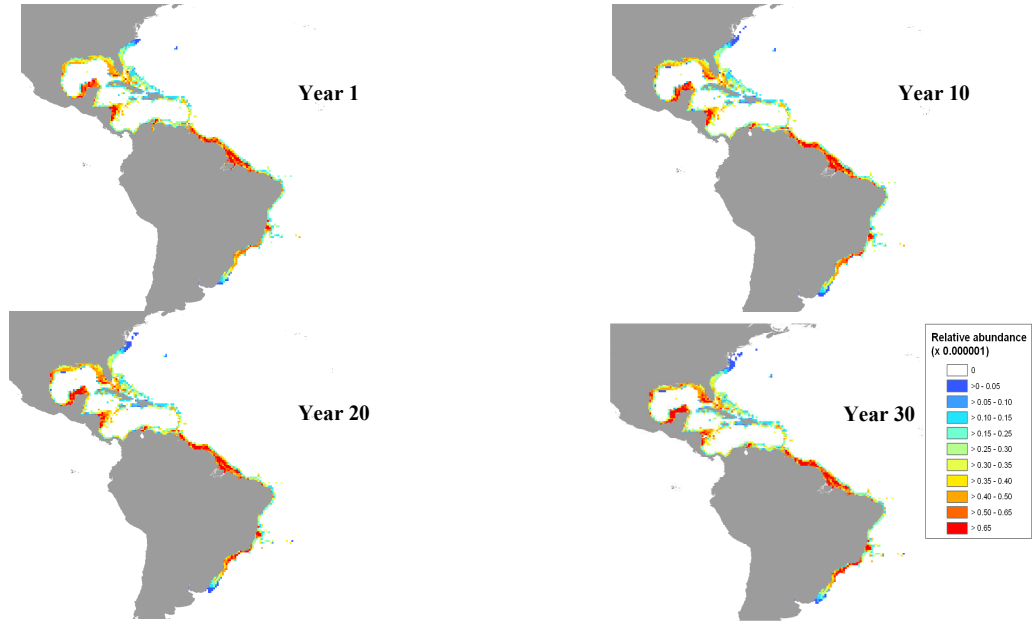 Year 1
Year 10
Year 20
Year 30
Relative abundance
(x 0.000001)
0
>0 - 0.05
> 0.05 - 0.10
> 0.10 - 0.15
> 0.15 - 0.25
> 0.25 - 0.30
> 0.30 - 0.35
> 0.35 - 0.40
> 0.40 - 0.50
> 0.50 - 0.65
> 0.65